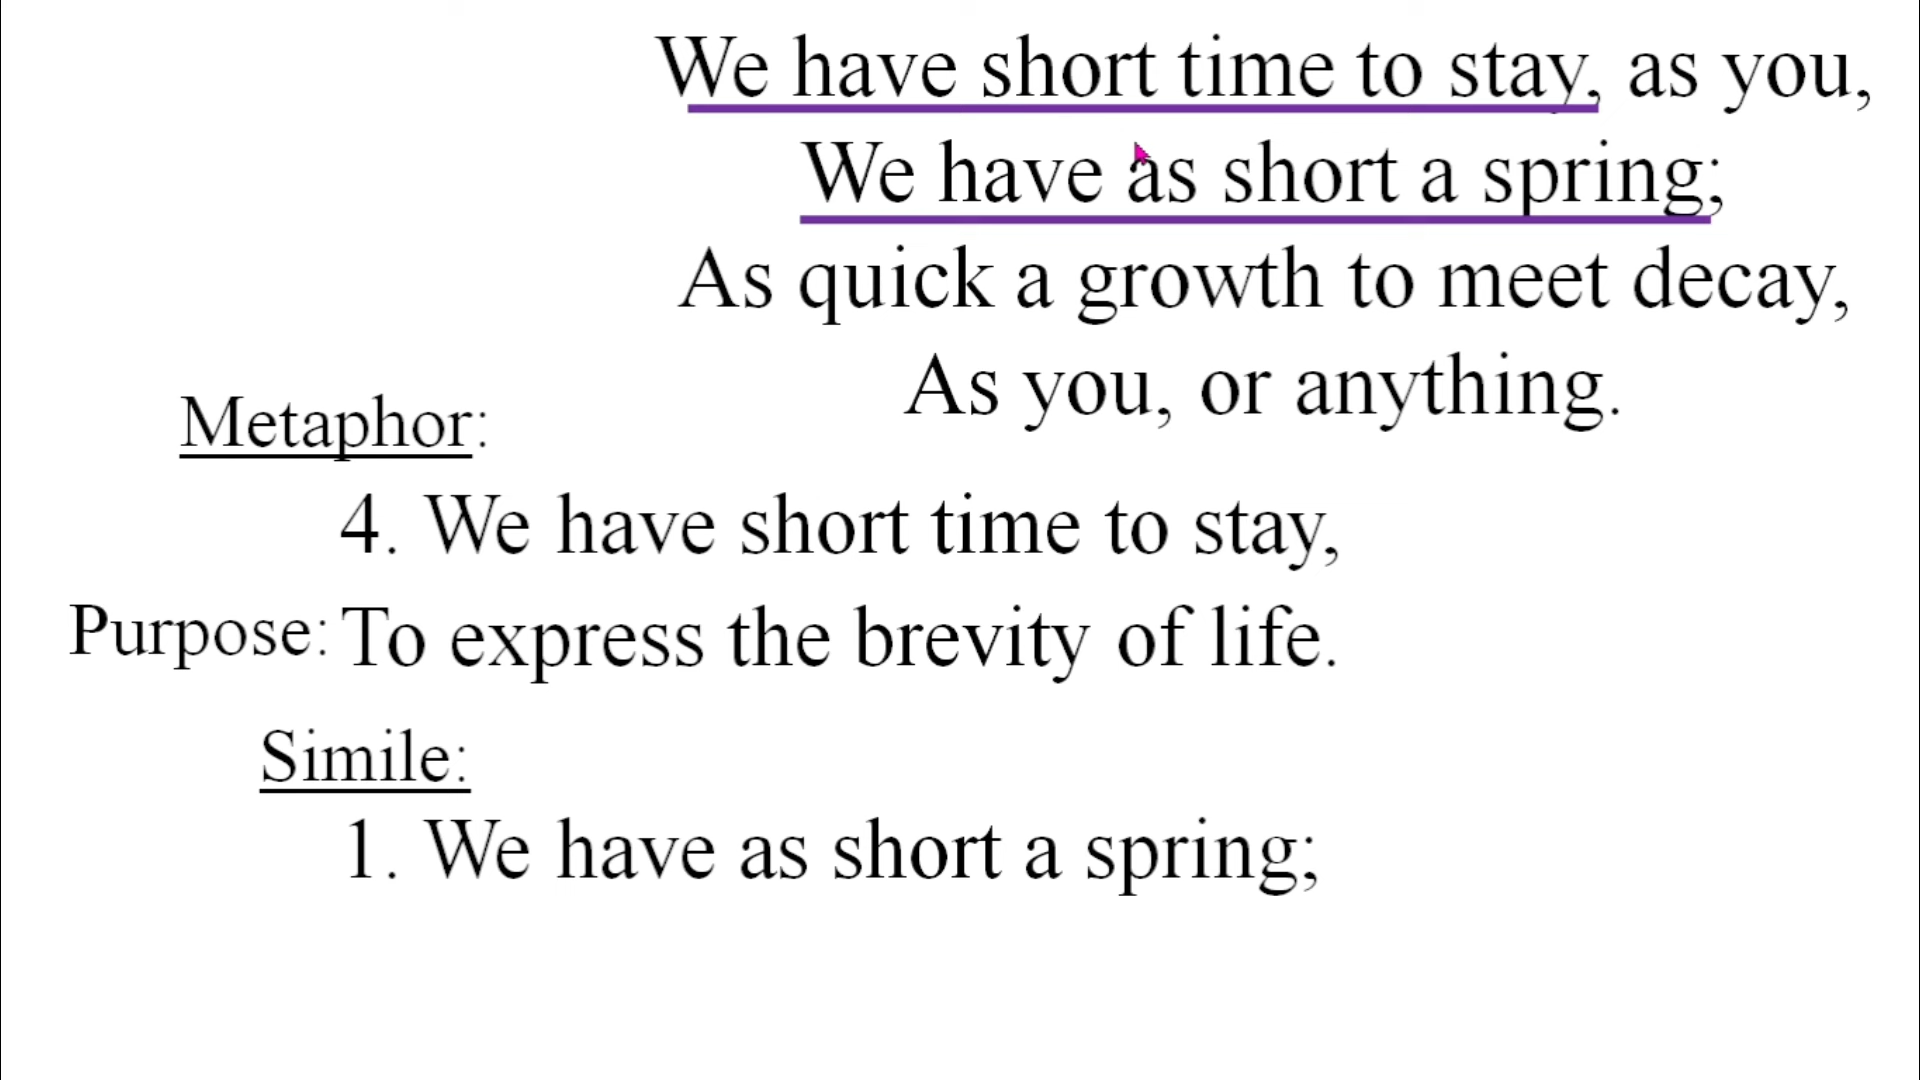 We have short time to stay, as you,
We have as short a spring;
As quick a growth to meet decay,
As you, or anything.
Metaphor:
4. We have short time to stay,
Purpose: To express the brevity of life.
Simile:
1. We have as short a spring;